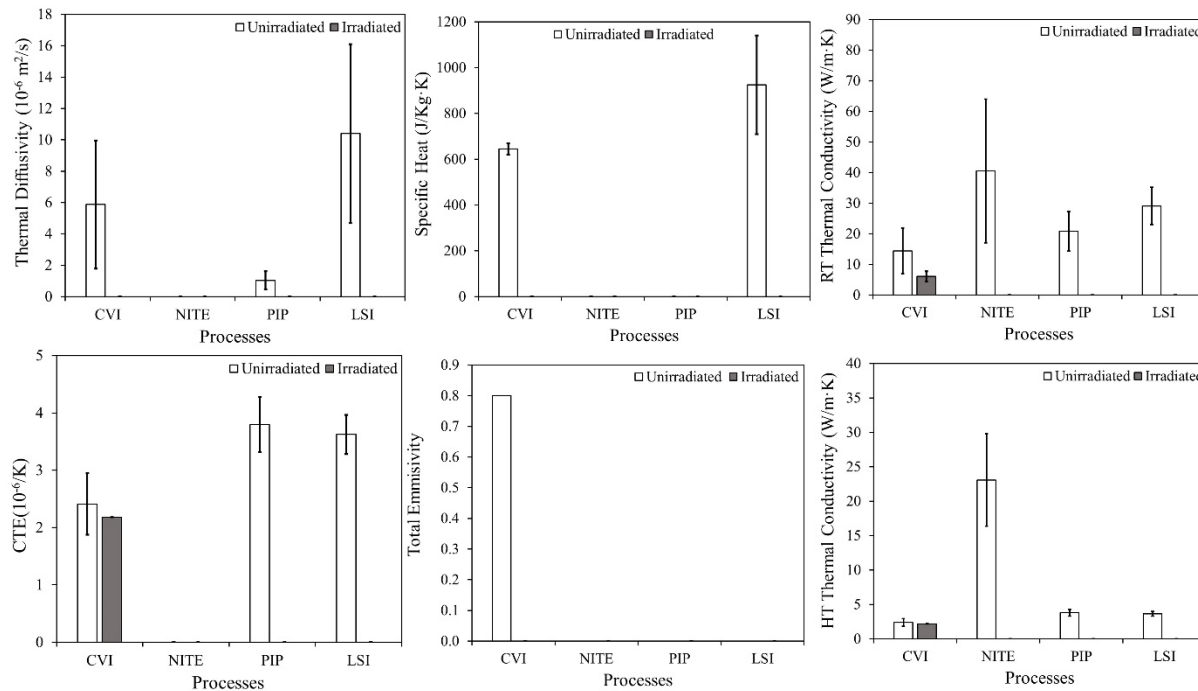 Thermal Diffusivity (10⁻⁶ m²/s)
18
16
14
12
10
8
6
4
2
0
Unirradiated Irradiated
CVI NITE PIP LSI
Processes
Specific Heat (J/Kg·K)
1200
1000
800
600
400
200
0
Unirradiated Irradiated
CVI NITE PIP LSI
Processes
RT Thermal Conductivity (W/m·K)
90
80
70
60
50
40
30
20
10
0
Unirradiated Irradiated
CVI NITE PIP LSI
Processes
CTE(10⁻⁶/K)
5
4
3
2
1
0
Unirradiated Irradiated
CVI NITE PIP LSI
Processes
Total Emmisivity
0.9
0.8
0.7
0.6
0.5
0.4
0.3
0.2
0.1
0.0
Unirradiated Irradiated
CVI NITE PIP LSI
Processes
HT Thermal Conductivity (W/m·K)
40
35
30
25
20
15
10
5
0
Unirradiated Irradiated
CVI NITE PIP LSI
Processes